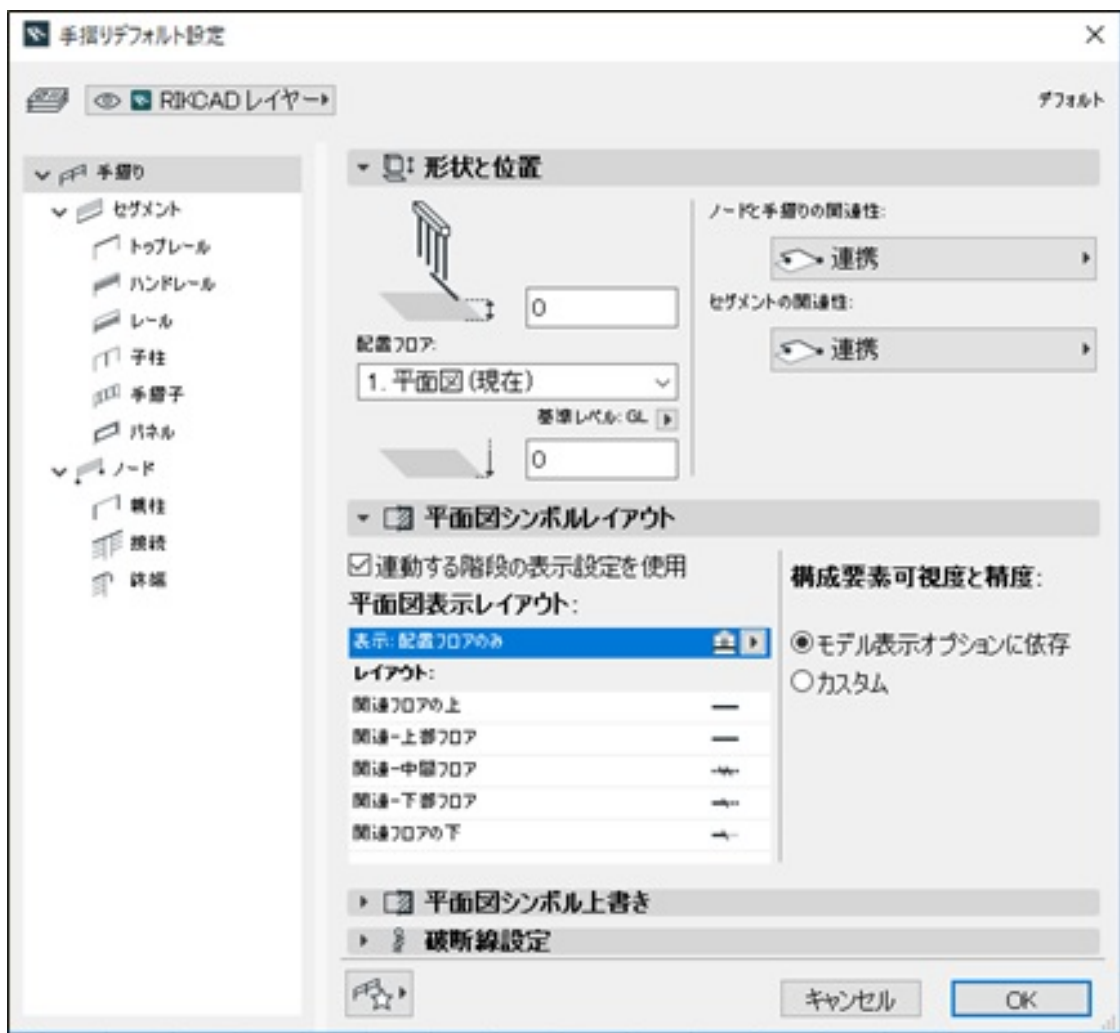 手摺りデフォルト設定
RIKCADレイヤー
デフォルト
手摺り
セグメント
トップレール
ハンドレール
レール
子柱
手摺子
パネル
ノード
親柱
接続
終端
形状と位置
0
配置フロア:
1. 平面図 (現在)
基準レベル: GL
0
ノードと手摺りの関連性:
連携
セグメントの関連性:
連携
平面図シンボルレイアウト
連動する階段の表示設定を使用
平面図表示レイアウト:
表示: 配置フロアのみ
レイアウト:
関連フロアの上
関連-上部フロア
関連-中間フロア
関連-下部フロア
関連フロアの下
構成要素可視度と精度:
モデル表示オプションに依存
カスタム
平面図シンボル上書き
破断線設定
キャンセル
OK